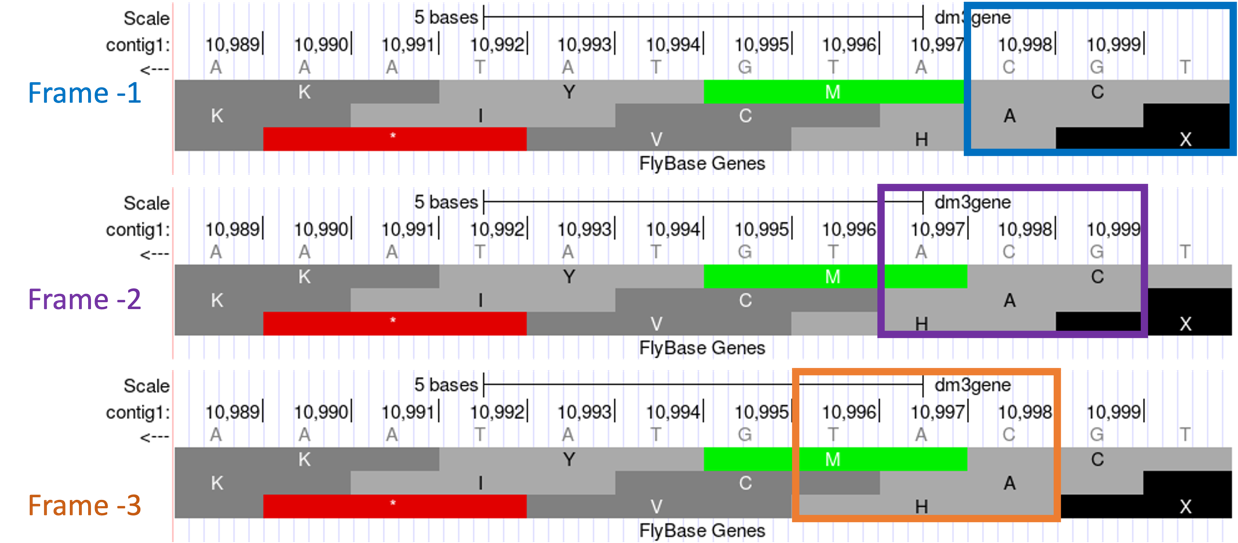 Scale 5 bases dm3gene
contig1: 10,989 10,990 10,991 10,992 10,993 10,994 10,995 10,996 10,997 10,998 10,999
<--- A A A T A T G T A C G T
Frame -1 K Y M C
K I C A
* V H X
FlyBase Genes
Scale 5 bases dm3gene
contig1: 10,989 10,990 10,991 10,992 10,993 10,994 10,995 10,996 10,997 10,998 10,999
<--- A A A T A T G T A C G T
K Y M C
Frame -2 K I C A
* V H X
FlyBase Genes
Scale 5 bases dm3gene
contig1: 10,989 10,990 10,991 10,992 10,993 10,994 10,995 10,996 10,997 10,998 10,999
<--- A A A T A T G T A C G T
K Y M C
K I C A
Frame -3 * V H X
FlyBase Genes